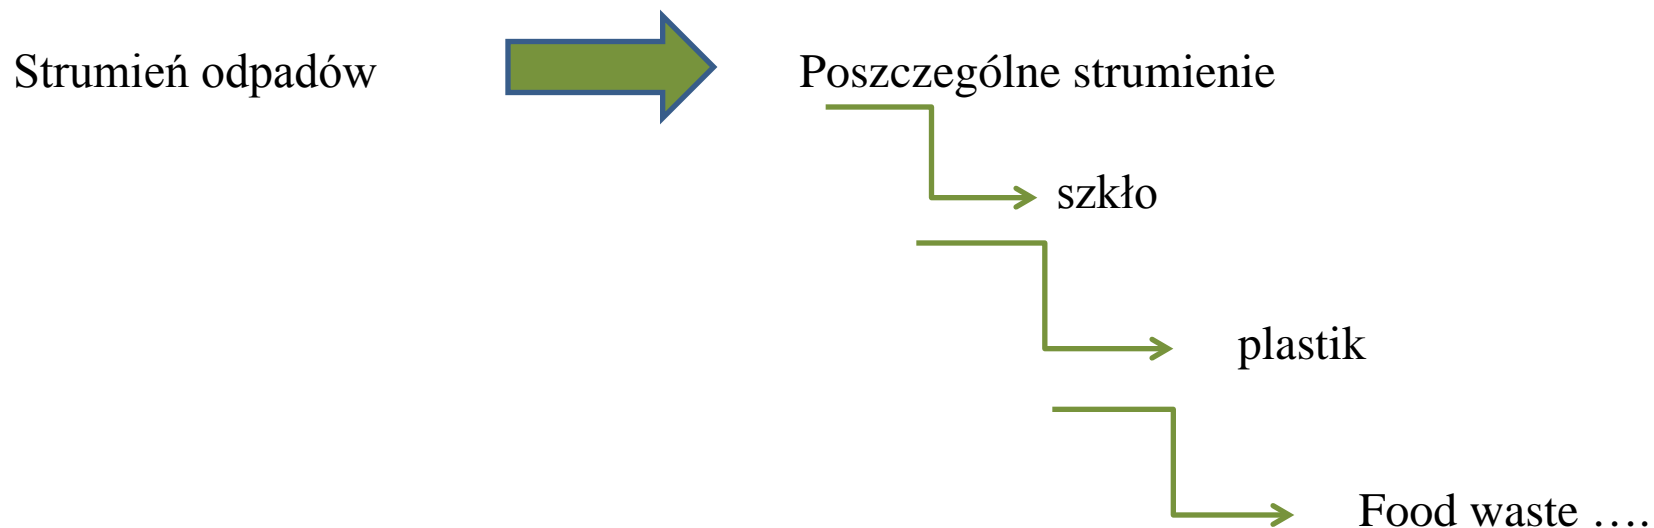 Strumień odpadów
Poszczególne strumienie
szkło
plastik
Food waste ….